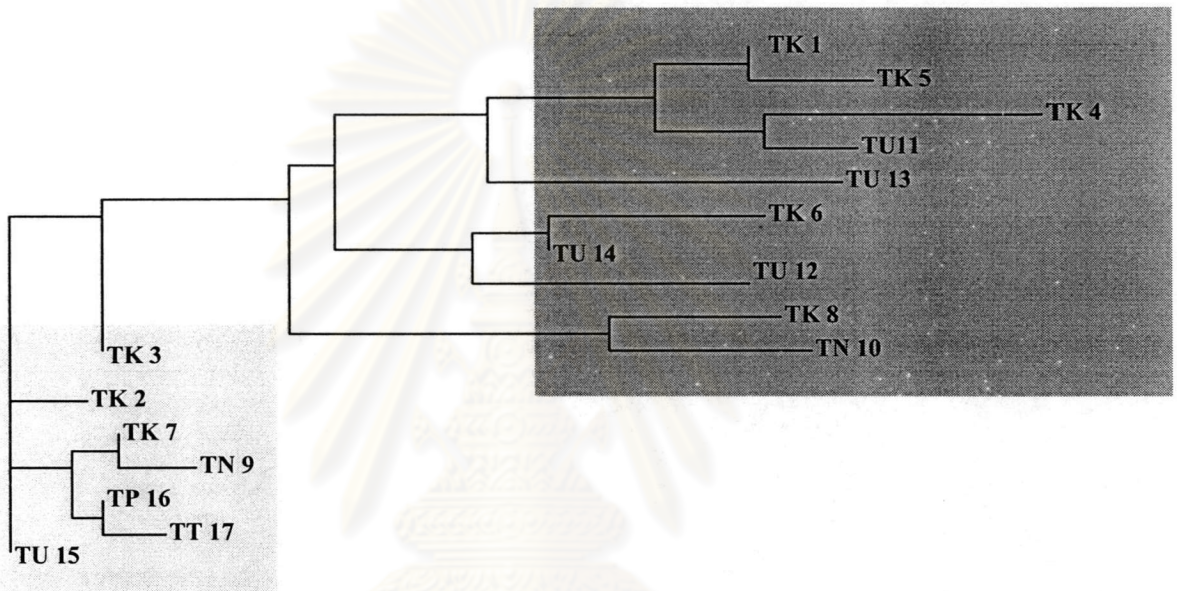 TK 1
TK 5
TK 4
TU11
TU 13
TK 6
TU 14
TU 12
TK 8
TN 10
TK 3
TK 2
TK 7
TN 9
TP 16
TT 17
TU 15